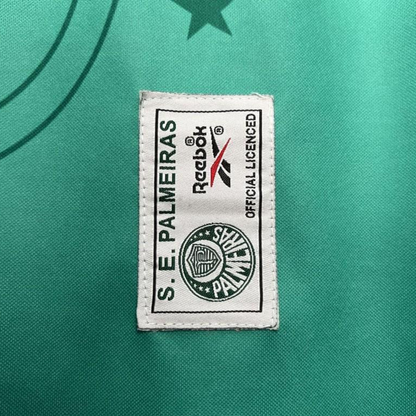 S. E. PALMEIRAS
Reebok®
®
OFFICIAL LICENCED
PALMEIRAS